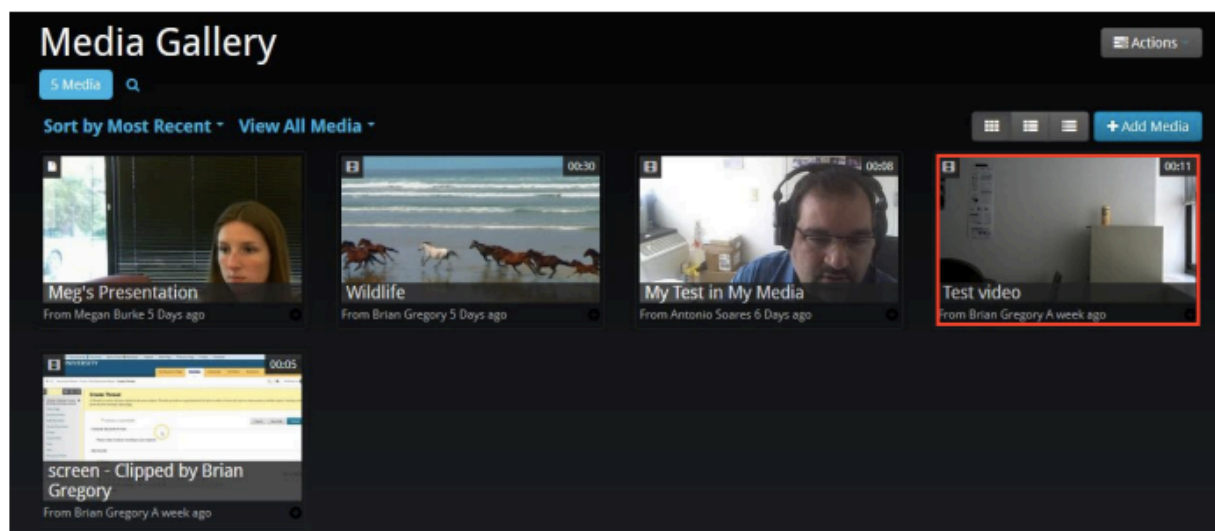 Media Gallery
Actions
5 Media
Sort by Most Recent View All Media
+ Add Media
00:30
00:08
00:11
Meg's Presentation
Wildlife
My Test in My Media
Test video
From Megan Burke 5 Days ago
From Brian Gregory 5 Days ago
From Antonio Soares 6 Days ago
From Brian Gregory A week ago
00:05
Create Thread
screen - Clipped by Brian
Gregory
From Brian Gregory A week ago